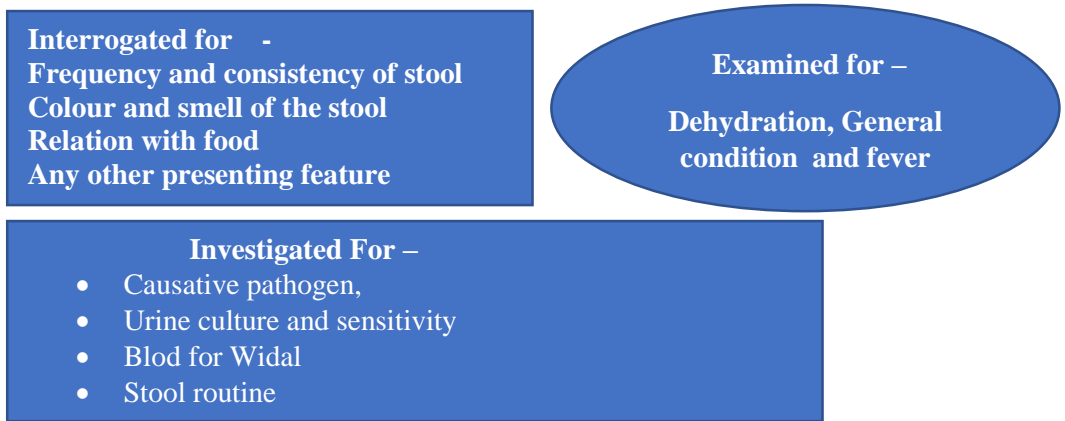 Interrogated for -
Frequency and consistency of stool
Colour and smell of the stool
Relation with food
Any other presenting feature
Examined for –
Dehydration, General
condition and fever
Investigated For –
• Causative pathogen,
• Urine culture and sensitivity
• Blod for Widal
• Stool routine